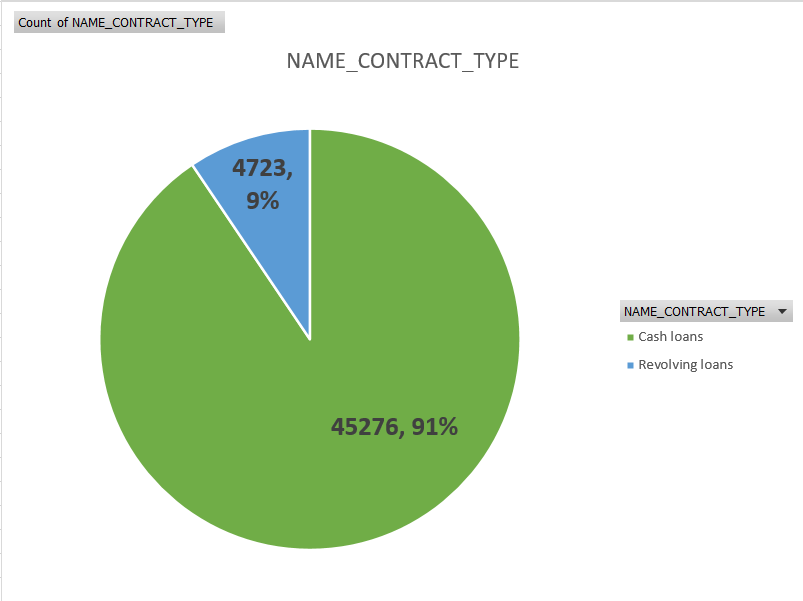 Count of NAME_CONTRACT_TYPE
NAME_CONTRACT_TYPE
4723,
9%
45276, 91%
NAME_CONTRACT_TYPE
Cash loans
Revolving loans